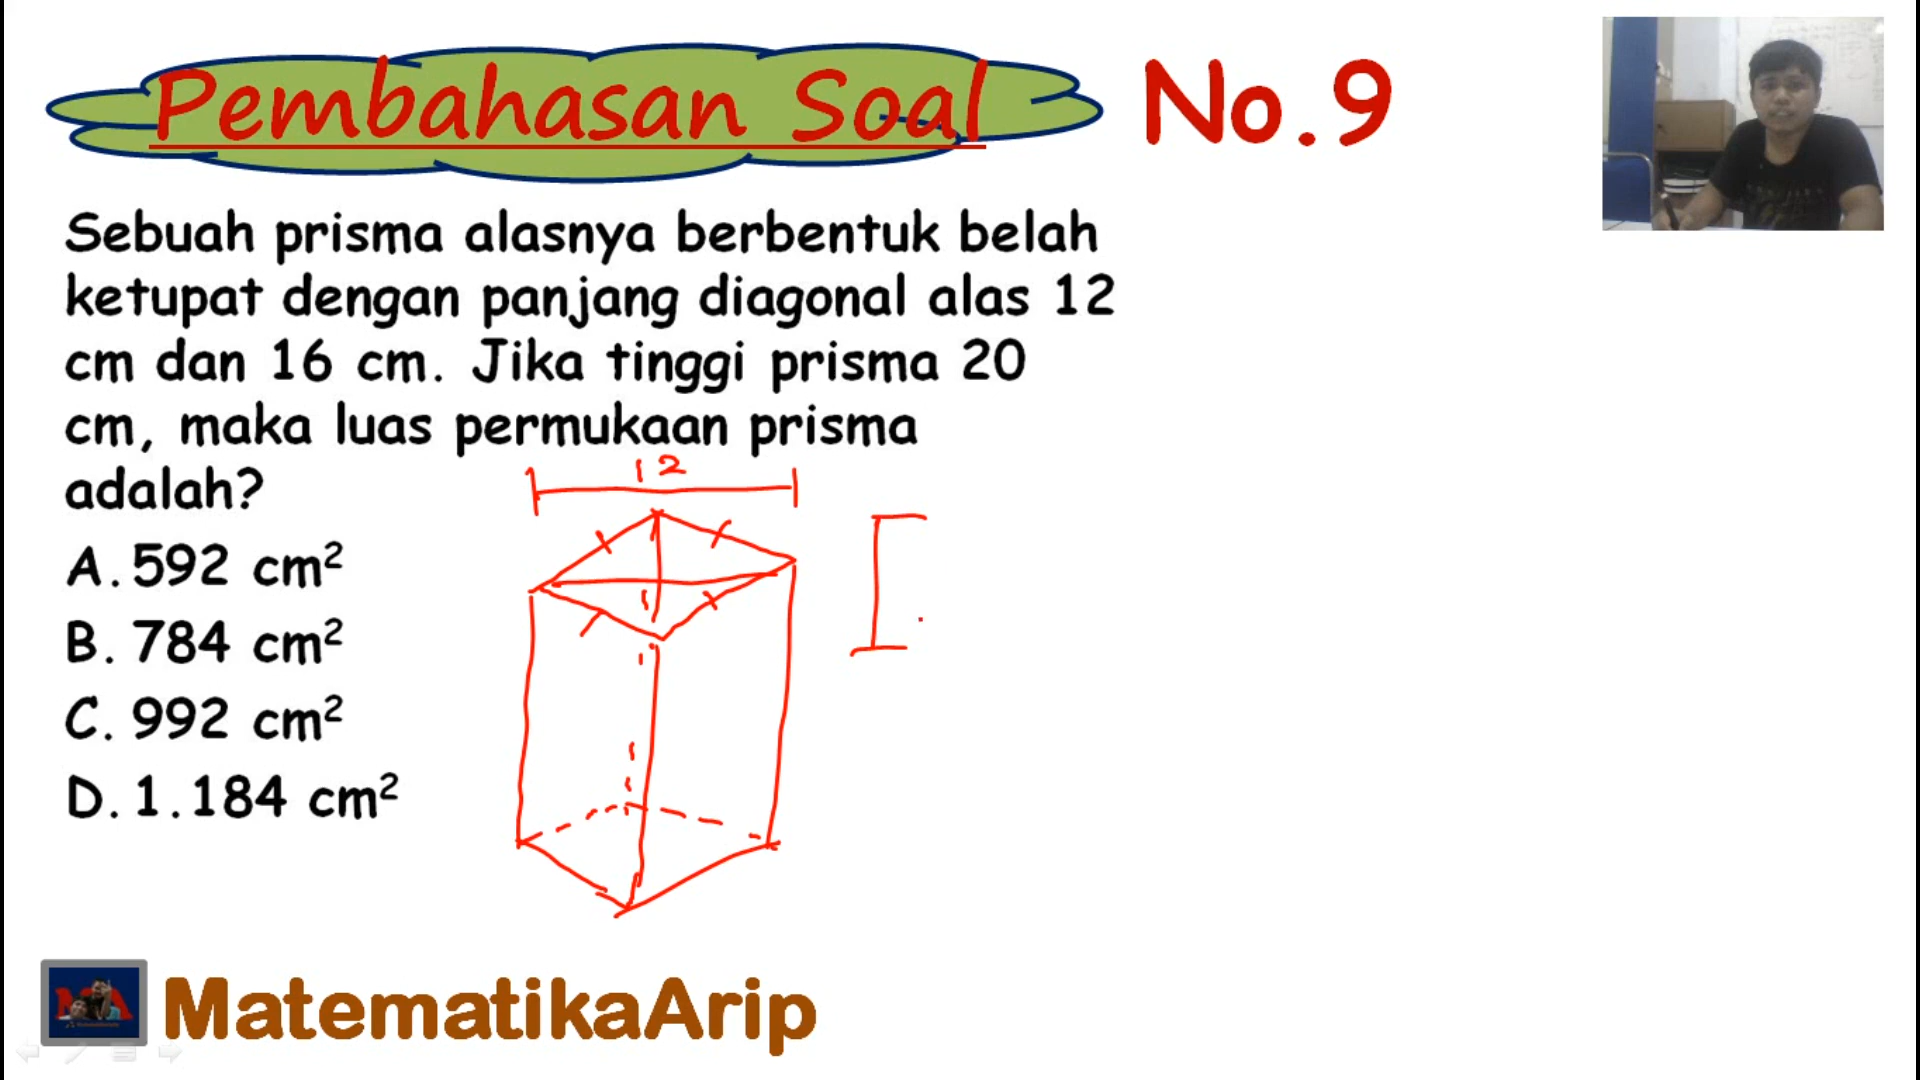 Pembahasan Soal No.9
Sebuah prisma alasnya berbentuk belah
ketupat dengan panjang diagonal alas 12
cm dan 16 cm. Jika tinggi prisma 20
cm, maka luas permukaan prisma
adalah?
12
A. 592 cm²
B. 784 cm²
C. 992 cm²
D. 1.184 cm²
MatematikaArip